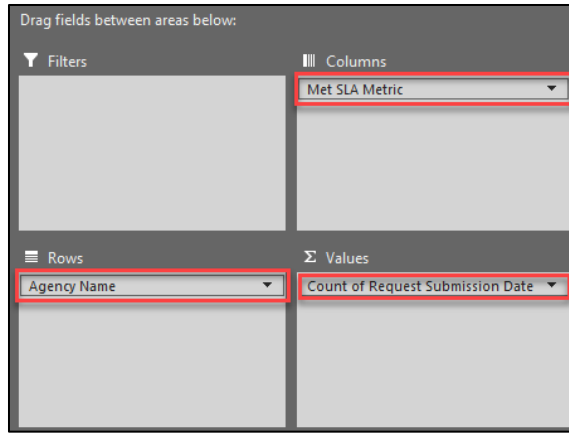 Drag fields between areas below:
Filters
Columns
Met SLA Metric
Rows
Σ Values
Agency Name
Count of Request Submission Date